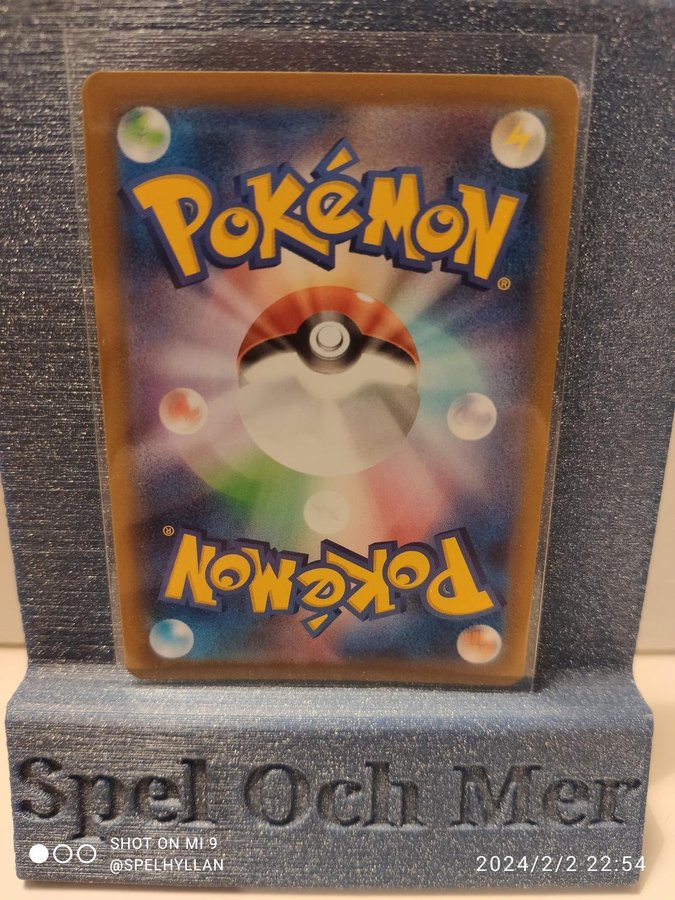 POKéMON
®
®
POKéMON
Spel Och Mer
SHOT ON MI 9
@SPELHYLLAN
2024/2/2 22:54